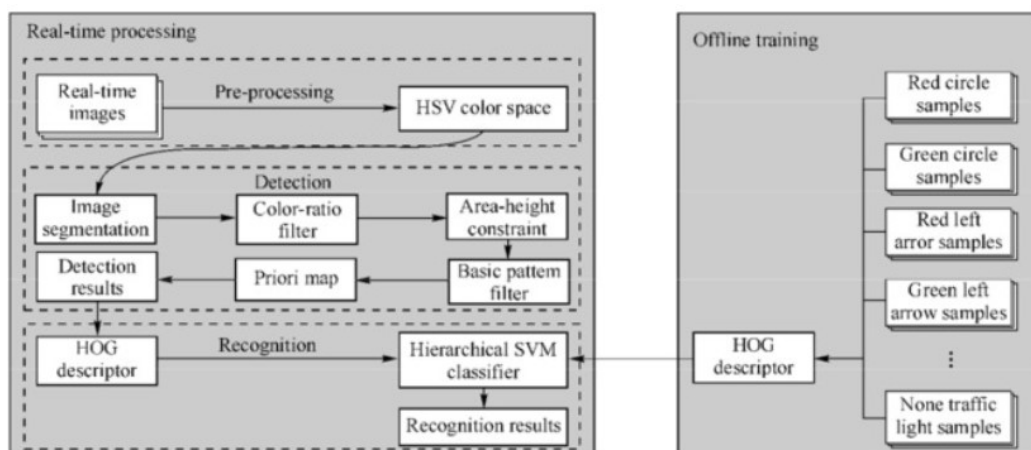 Real-time processing
Real-time
images
Pre-processing
HSV color space
Detection
Image
segmentation
Color-ratio
filter
Area-height
constraint
Detection
results
Priori map
Basic pattem
filter
HOG
descriptor
Recognition
Hierarchical SVM
classifier
Recognition results
Offline training
Red circle
samples
Green circle
samples
Red left
arror samples
Green left
arrow samples
⋮
HOG
descriptor
None traffic
light samples